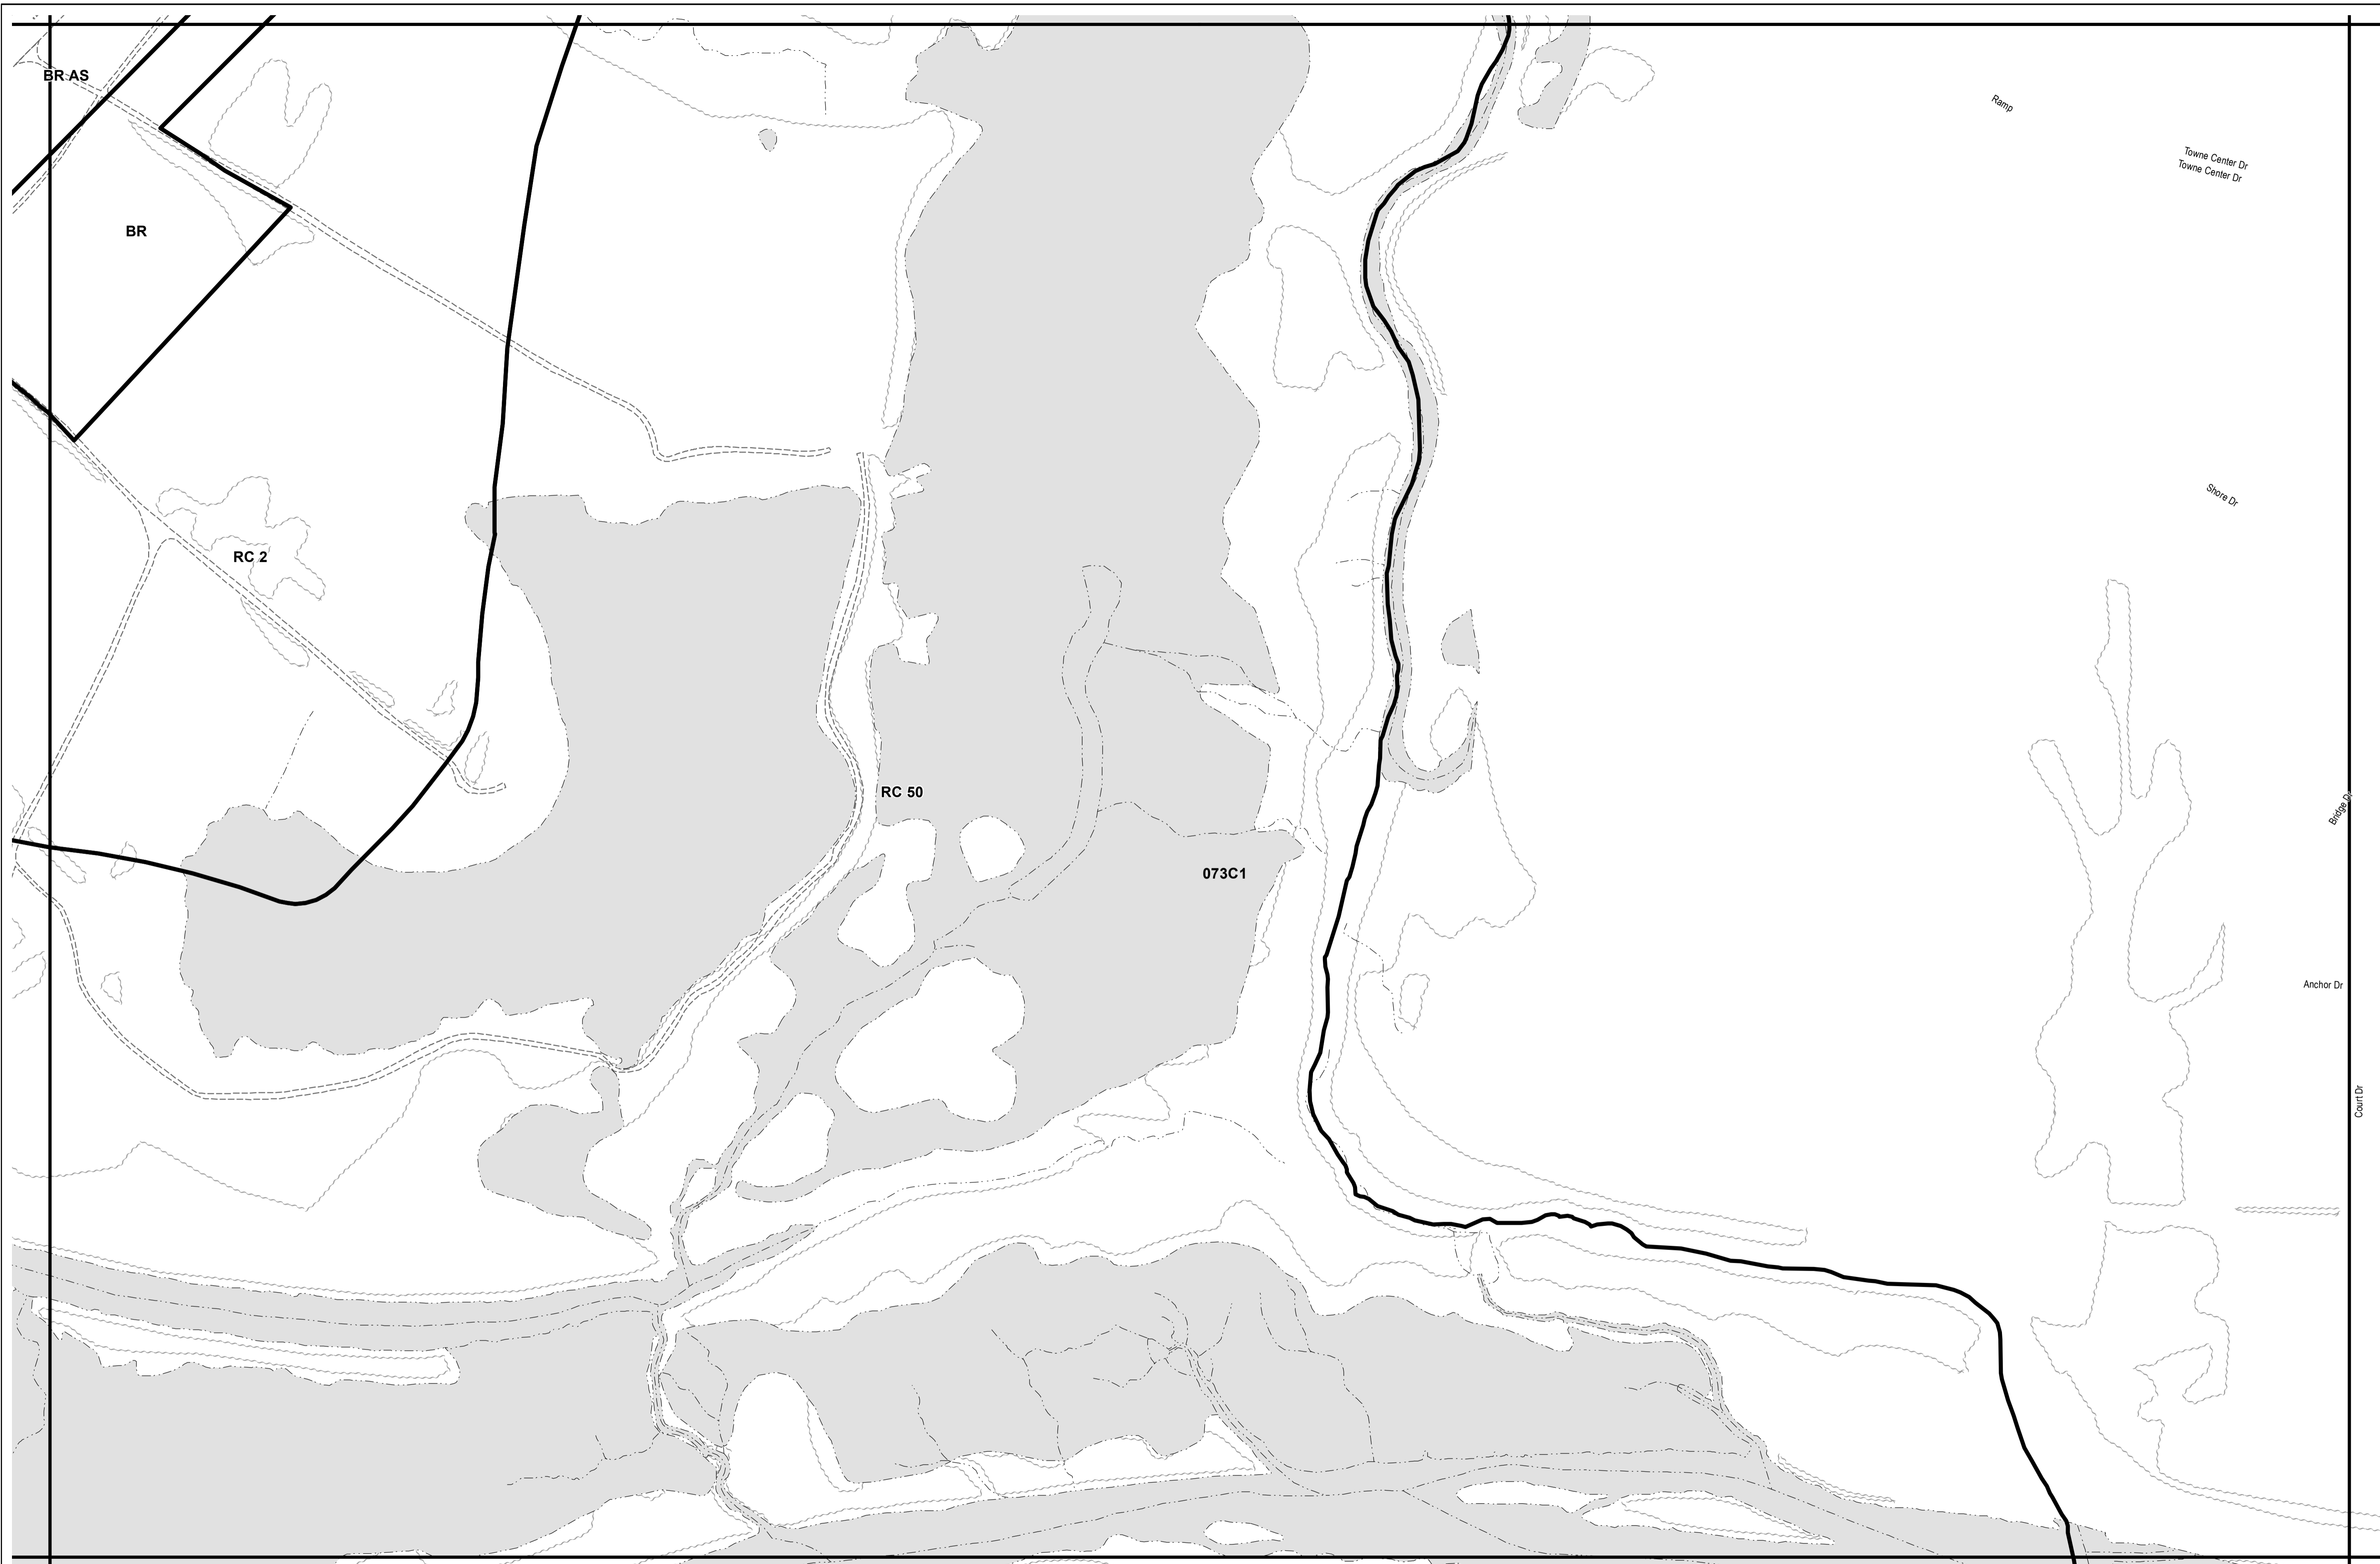 BR AS
Ramp
Towne Center Dr
Towne Center Dr
BR
Shore Dr
RC 2
RC 50
Bridge Dr
073C1
Anchor Dr
Court Dr